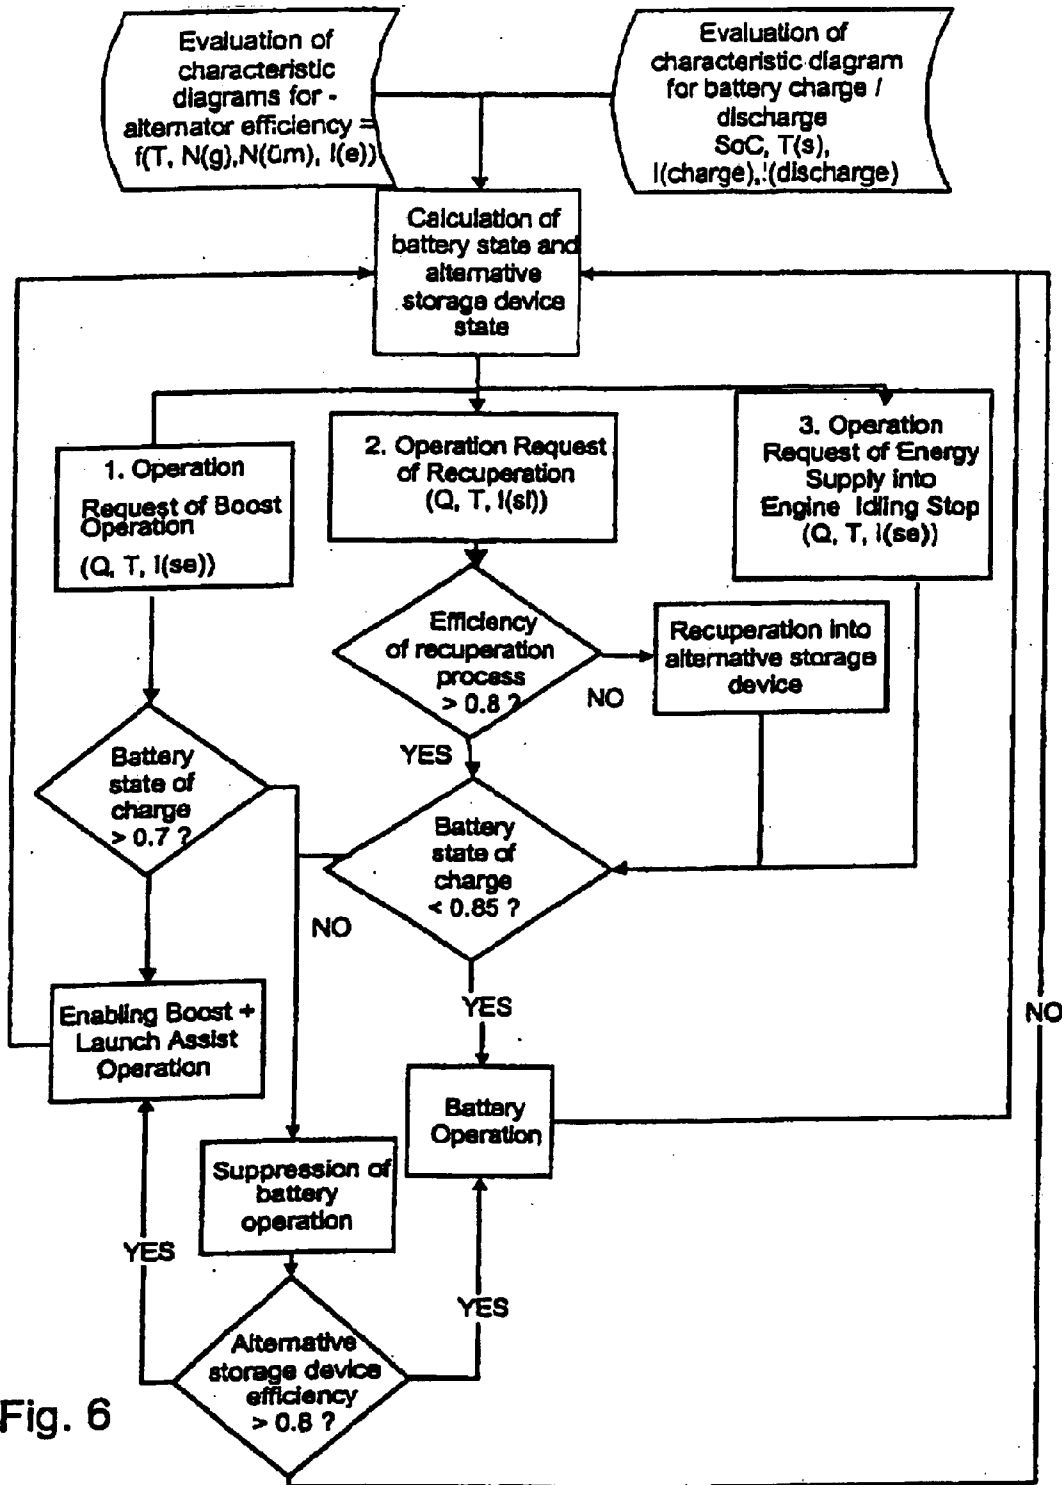 Evaluation of
characteristic
diagrams for -
alternator efficiency =
f(T, N(g),N(üm), I(e))
Evaluation of
characteristic diagram
for battery charge /
discharge
SoC, T(s),
I(charge),!(discharge)
Calculation of
battery state and
alternative
storage device
state
1. Operation
Request of Boost
Operation
(Q, T, I(se))
2. Operation Request
of Recuperation
(Q, T, I(sl))
3. Operation
Request of Energy
Supply into
Engine Idling Stop
(Q, T, I(se))
Efficiency
of recuperation
process
> 0.8 ?
NO
Recuperation into
alternative storage
device
YES
Battery
state of
charge
> 0.7 ?
Battery
state of
charge
< 0.85 ?
NO
YES
NO
Enabling Boost +
Launch Assist
Operation
Battery
Operation
Suppression of
battery
operation
YES
YES
Alternative
storage device
efficiency
> 0.8 ?
Fig. 6